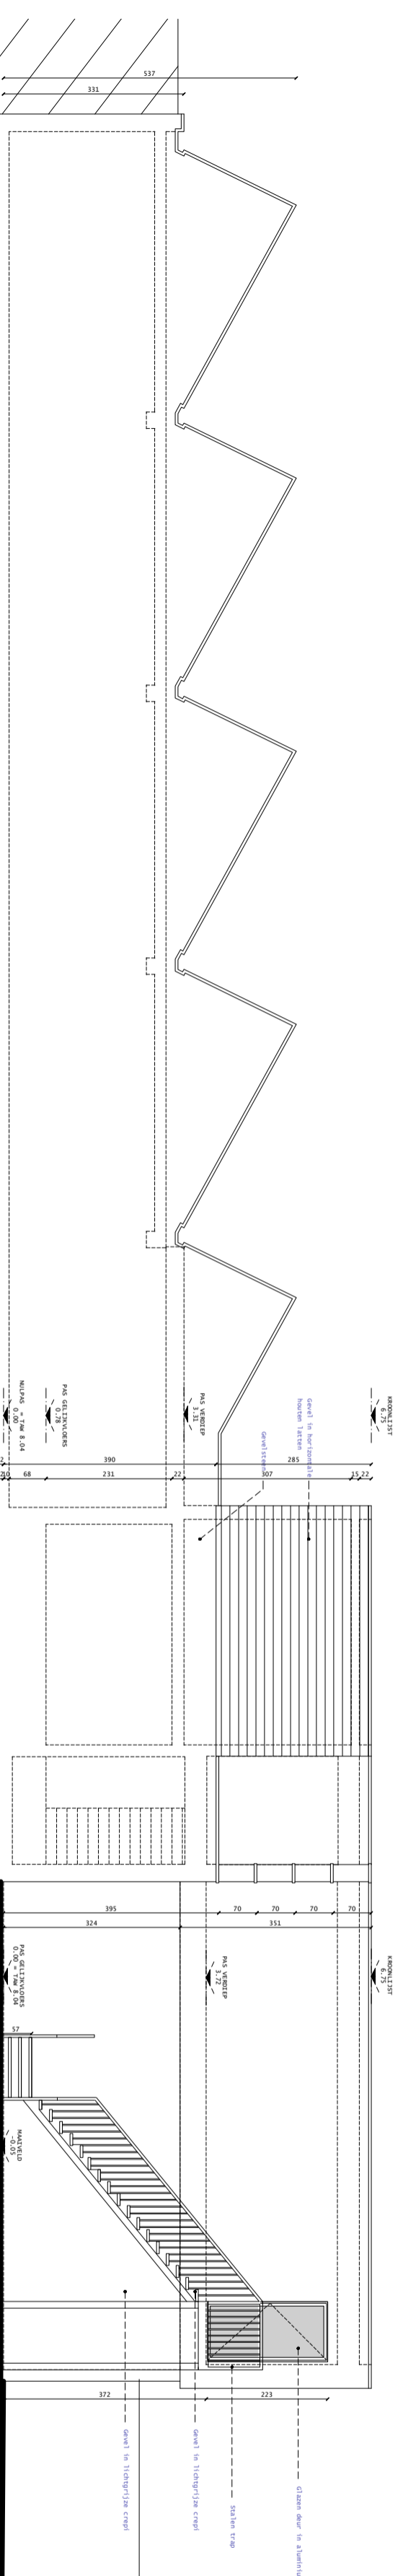 537
331
KROONLIJST
6.75
PAS VERDIEP
3.31
PAS GELIJKVLOERS
0.78
NULPAS = TAW 8.04
0.00
Gevel in horizontale
houten latten
Gevelsteen
390
285
68
231
22
307
15
22
395
70
70
70
70
324
351
KROONLIJST
6.75
PAS VERDIEP
3.72
PAS GELIJKVLOERS
0.00 = TAW 8.04
57
MAAIVELD
-0.05
372
223
Gevel in lichtgrijze crepi
Gevel in lichtgrijze crepi
Stalen trap
Glazen deur in aluminiu